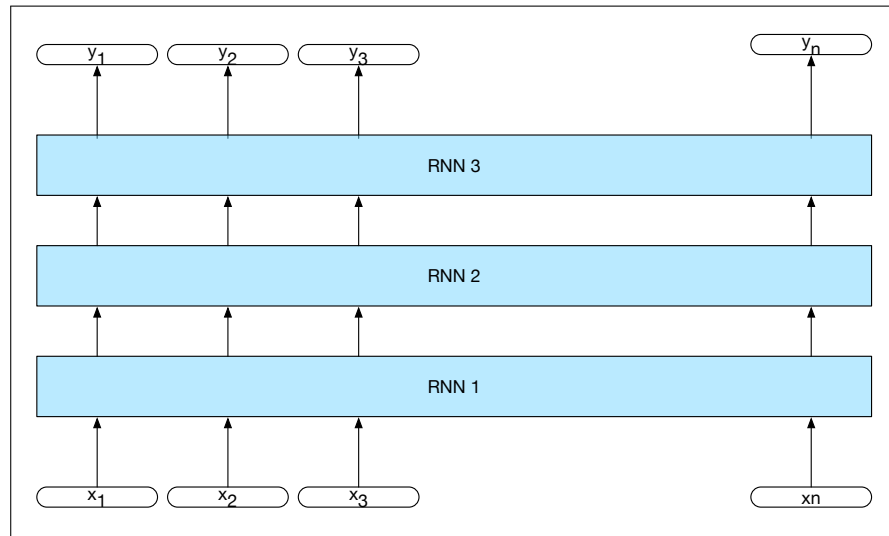 y₁ y₂ y₃ yₙ
RNN 3
RNN 2
RNN 1
x₁ x₂ x₃ xn